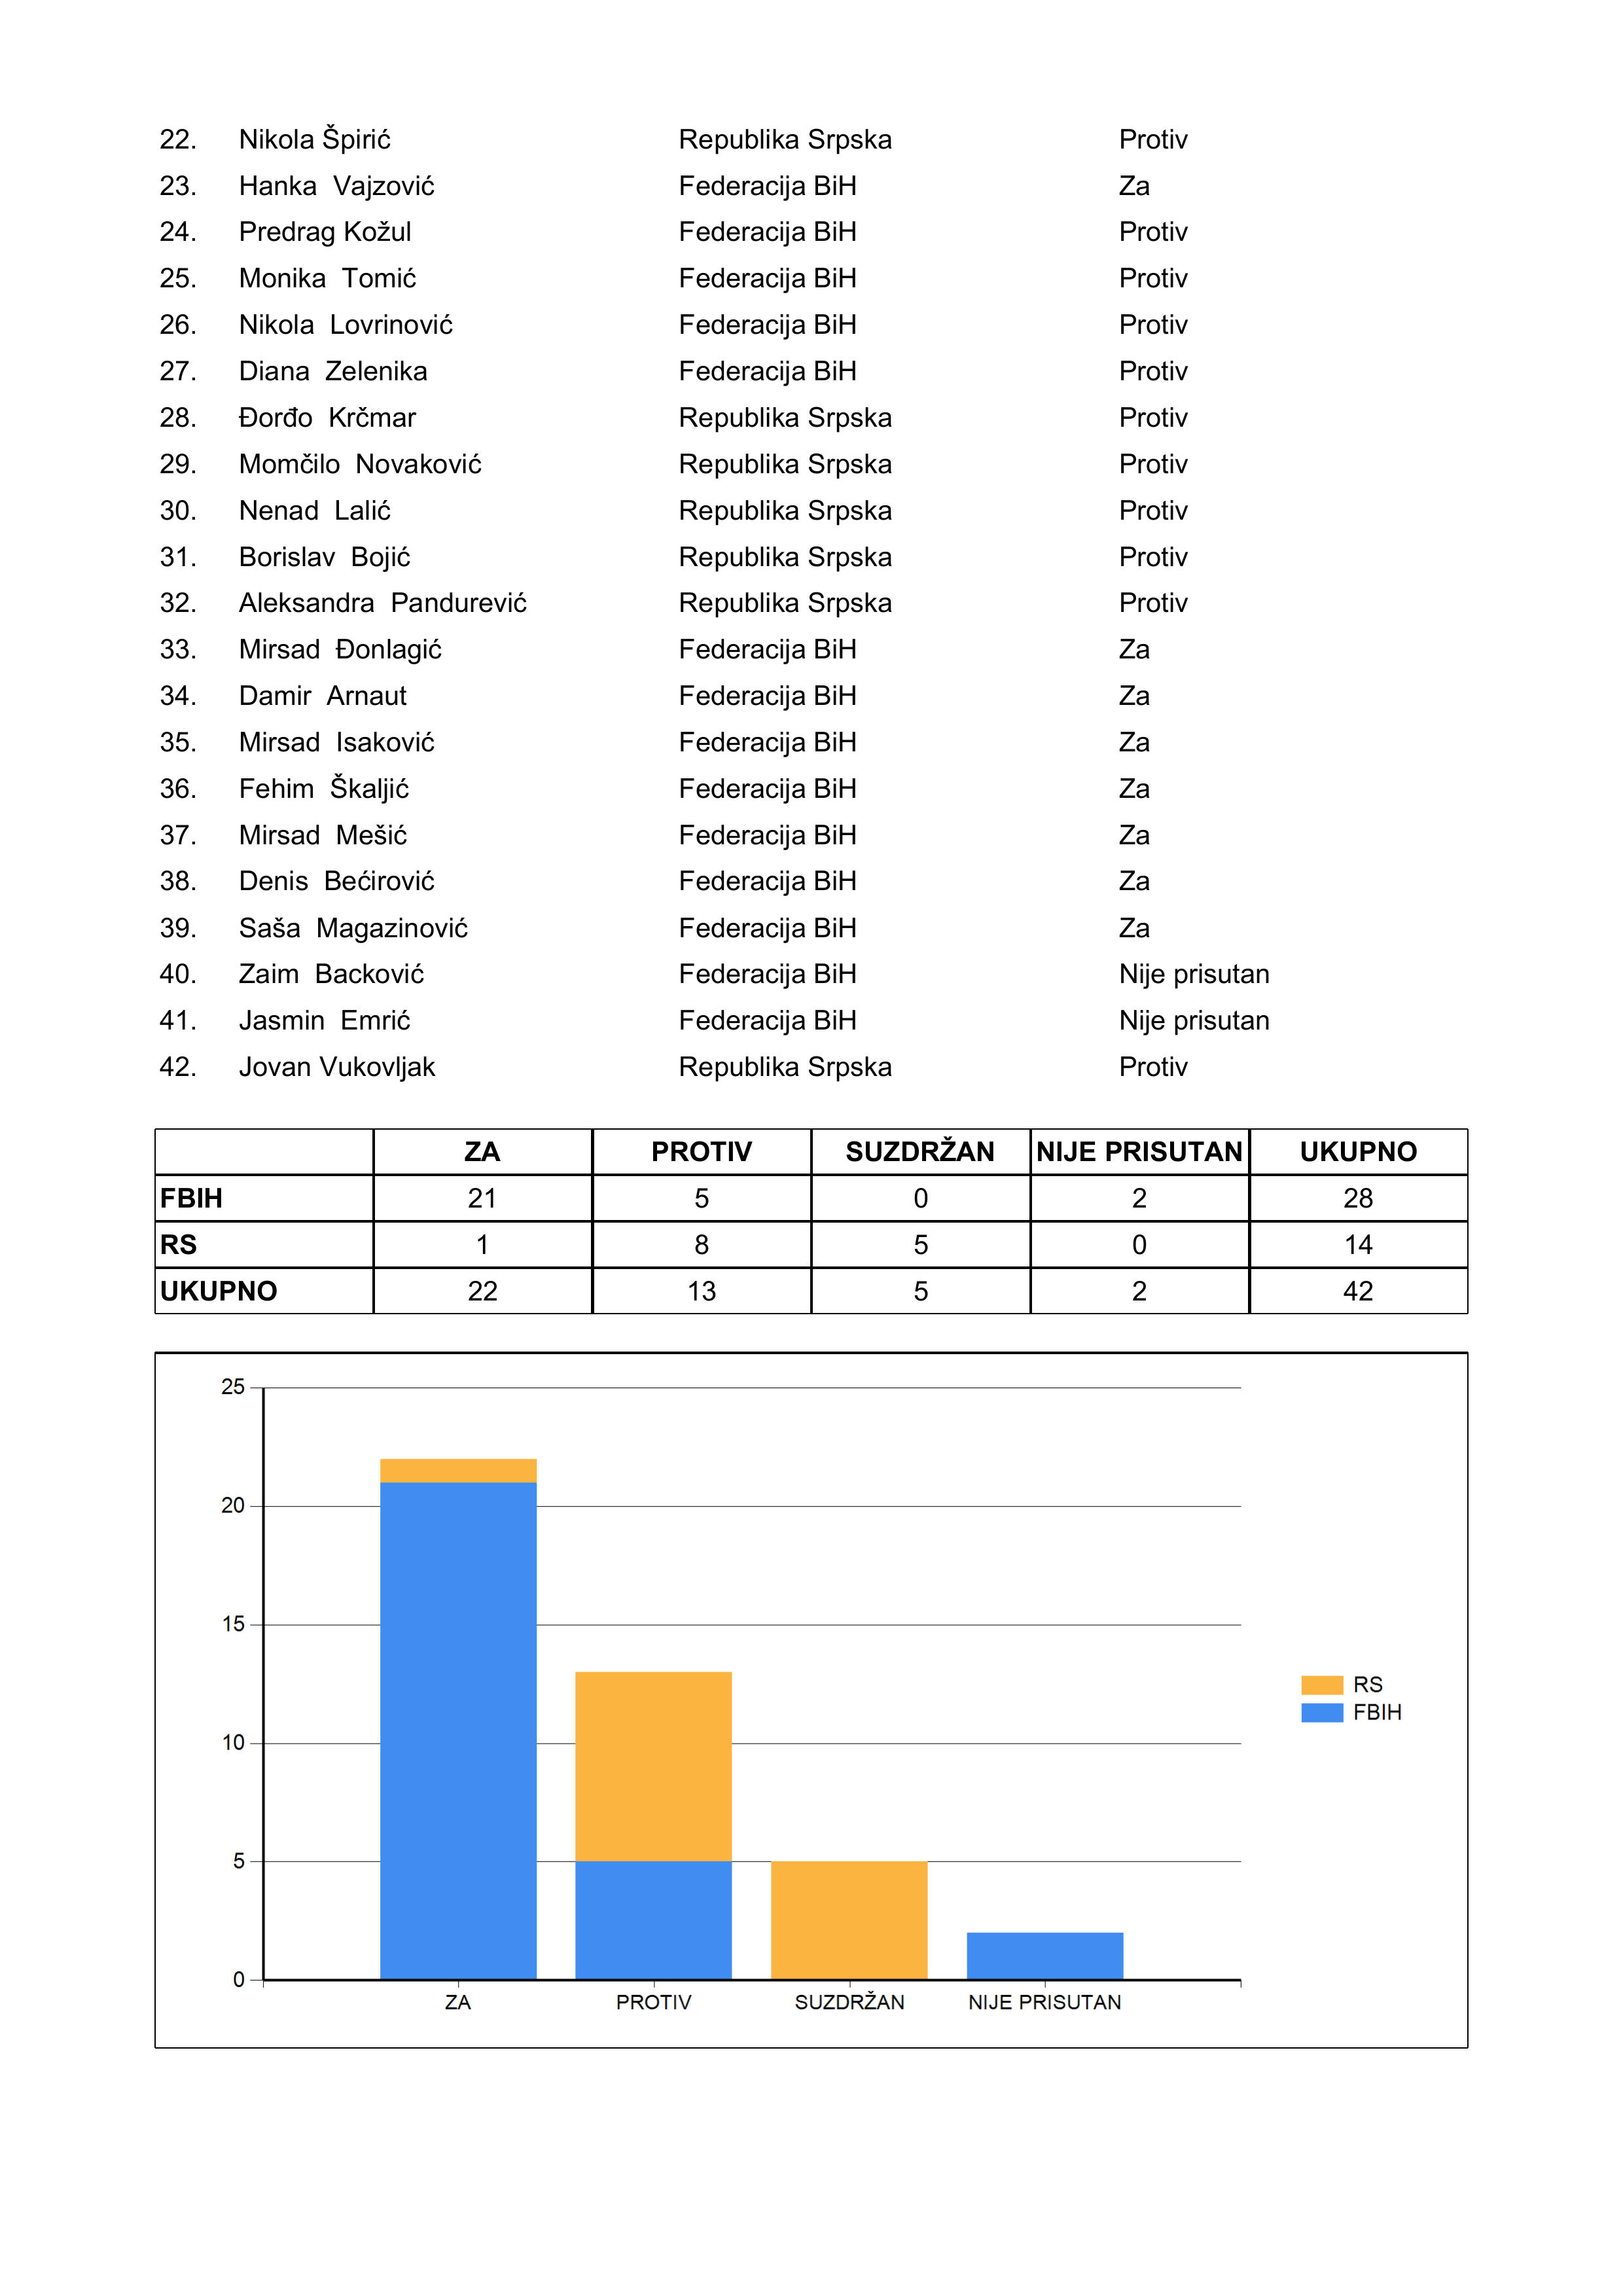 22. Nikola Špirić Republika Srpska Protiv
23. Hanka Vajzović Federacija BiH Za
24. Predrag Kožul Federacija BiH Protiv
25. Monika Tomić Federacija BiH Protiv
26. Nikola Lovrinović Federacija BiH Protiv
27. Diana Zelenika Federacija BiH Protiv
28. Đorđo Krčmar Republika Srpska Protiv
29. Momčilo Novaković Republika Srpska Protiv
30. Nenad Lalić Republika Srpska Protiv
31. Borislav Bojić Republika Srpska Protiv
32. Aleksandra Pandurević Republika Srpska Protiv
33. Mirsad Đonlagić Federacija BiH Za
34. Damir Arnaut Federacija BiH Za
35. Mirsad Isaković Federacija BiH Za
36. Fehim Škaljić Federacija BiH Za
37. Mirsad Mešić Federacija BiH Za
38. Denis Bećirović Federacija BiH Za
39. Saša Magazinović Federacija BiH Za
40. Zaim Backović Federacija BiH Nije prisutan
41. Jasmin Emrić Federacija BiH Nije prisutan
42. Jovan Vukovljak Republika Srpska Protiv
ZA PROTIV SUZDRŽAN NIJE PRISUTAN UKUPNO
FBIH 21 5 0 2 28
RS 1 8 5 0 14
UKUPNO 22 13 5 2 42
25
20
15
10
5
0
ZA PROTIV SUZDRŽAN NIJE PRISUTAN
RS
FBIH